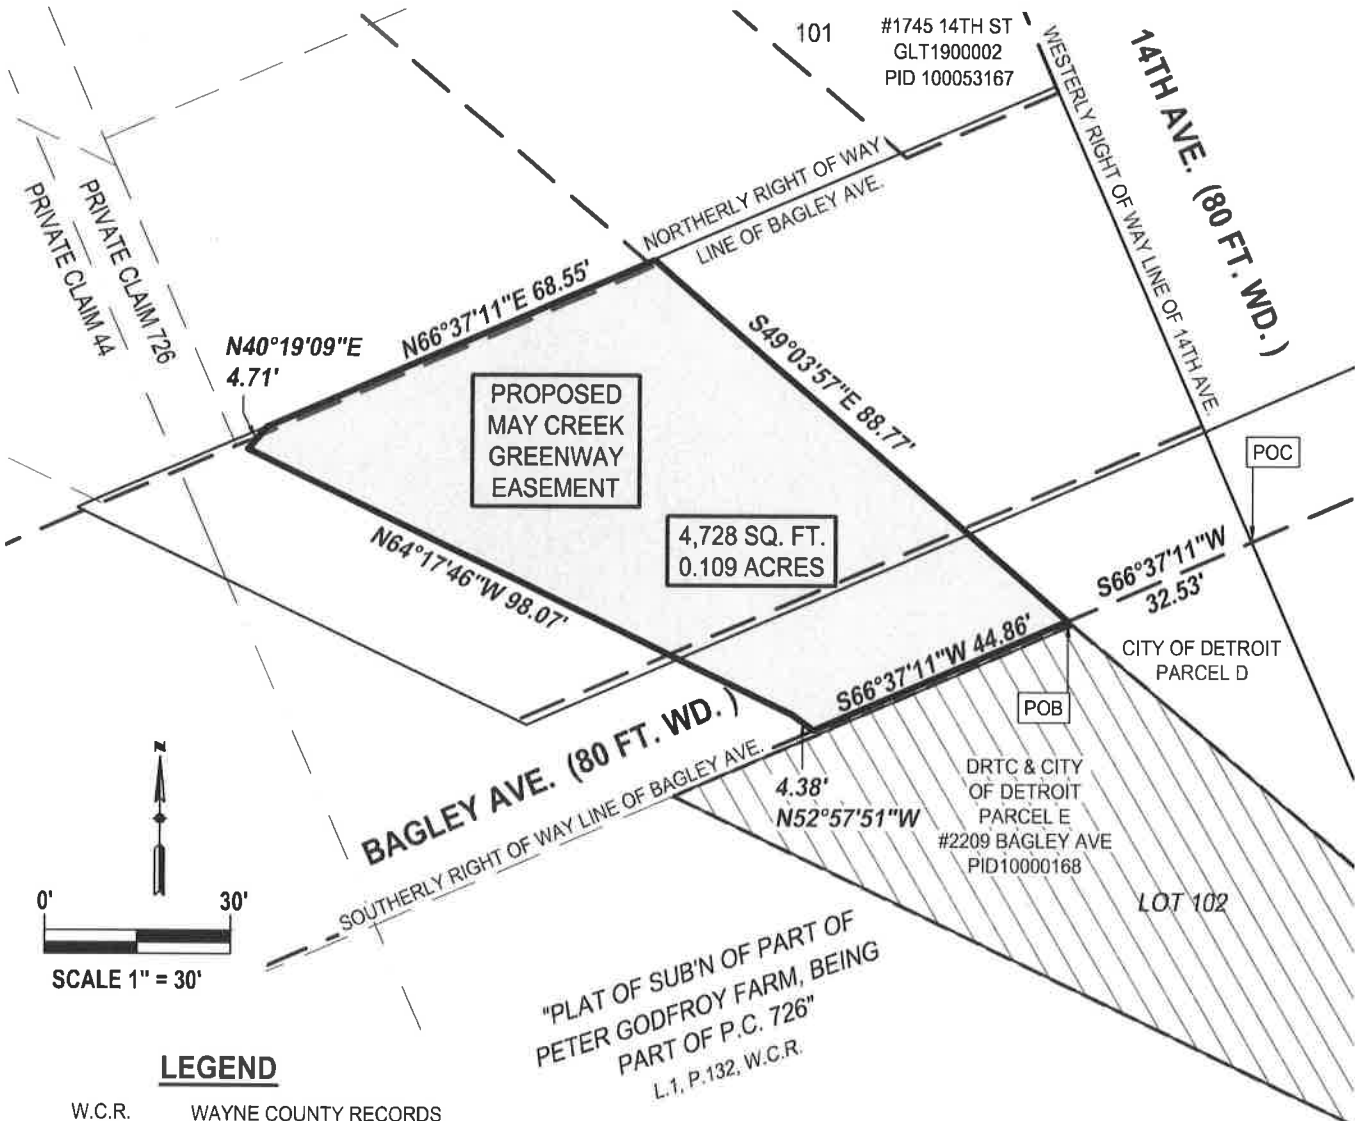 101
#1745 14TH ST
GLT1900002
PID 100053167
14TH AVE. (80 FT. WD.)
WESTERLY RIGHT OF WAY LINE OF 14TH AVE.
NORTHERLY RIGHT OF WAY
LINE OF BAGLEY AVE.
PRIVATE CLAIM 726
PRIVATE CLAIM 44
N40°19'09"E
4.71'
N66°37'11"E 68.55'
S49°03'57"E 88.77'
PROPOSED
MAY CREEK
GREENWAY
EASEMENT
4,728 SQ. FT.
0.109 ACRES
N64°17'46"W 98.07'
POC
S66°37'11"W
32.53'
S66°37'11"W 44.86'
CITY OF DETROIT
PARCEL D
POB
BAGLEY AVE. (80 FT. WD.)
SOUTHERLY RIGHT OF WAY LINE OF BAGLEY AVE.
4.38'
N52°57'51"W
DRTC & CITY
OF DETROIT
PARCEL E
#2209 BAGLEY AVE
PID10000168
LOT 102
N
0' 30'
SCALE 1" = 30'
"PLAT OF SUB'N OF PART OF
PETER GODFROY FARM, BEING
PART OF P.C. 726"
L.1, P.132, W.C.R.
LEGEND
W.C.R. WAYNE COUNTY RECORDS